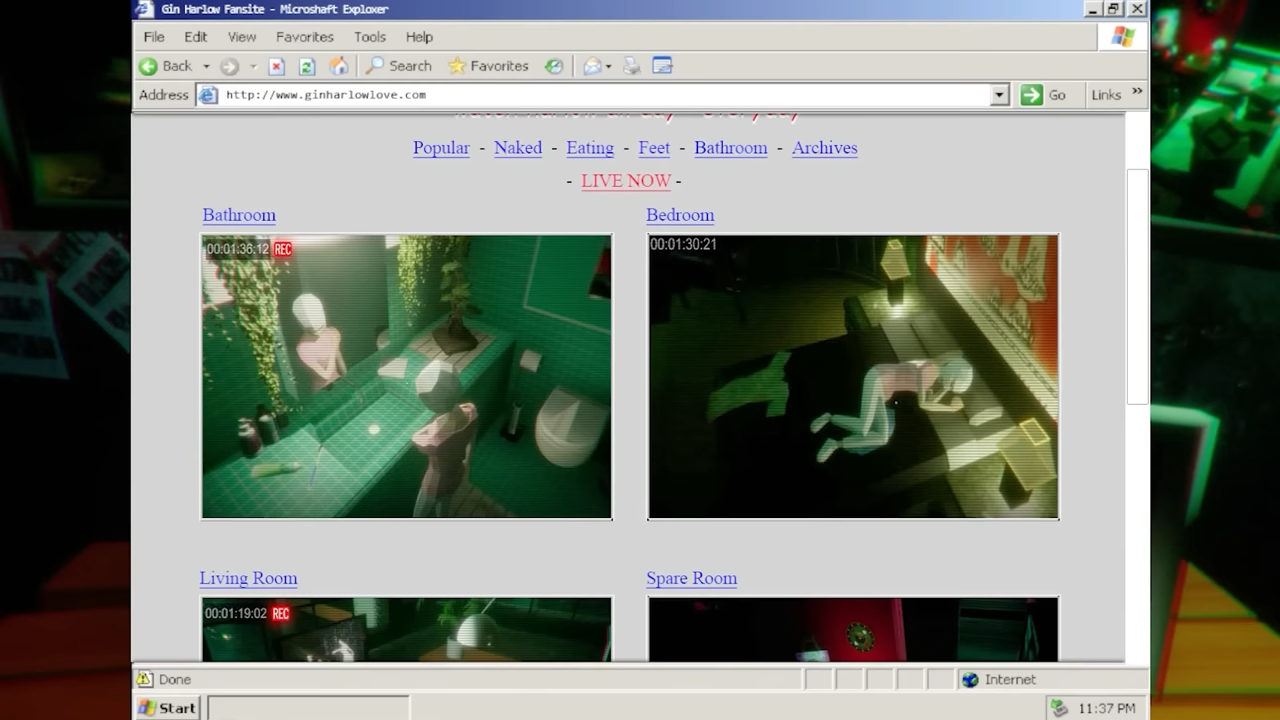 Gin Harlow Fansite - Microshaft Exploxer
File Edit View Favorites Tools Help
Back Search Favorites
Address http://www.ginharlowlove.com Go Links »
Popular - Naked - Eating - Feet - Bathroom - Archives
- LIVE NOW -
Bathroom Bedroom
00:01:36:12 REC 00:01:30:21
Living Room Spare Room
00:01:19:02 REC
Done Internet
Start 11:37 PM